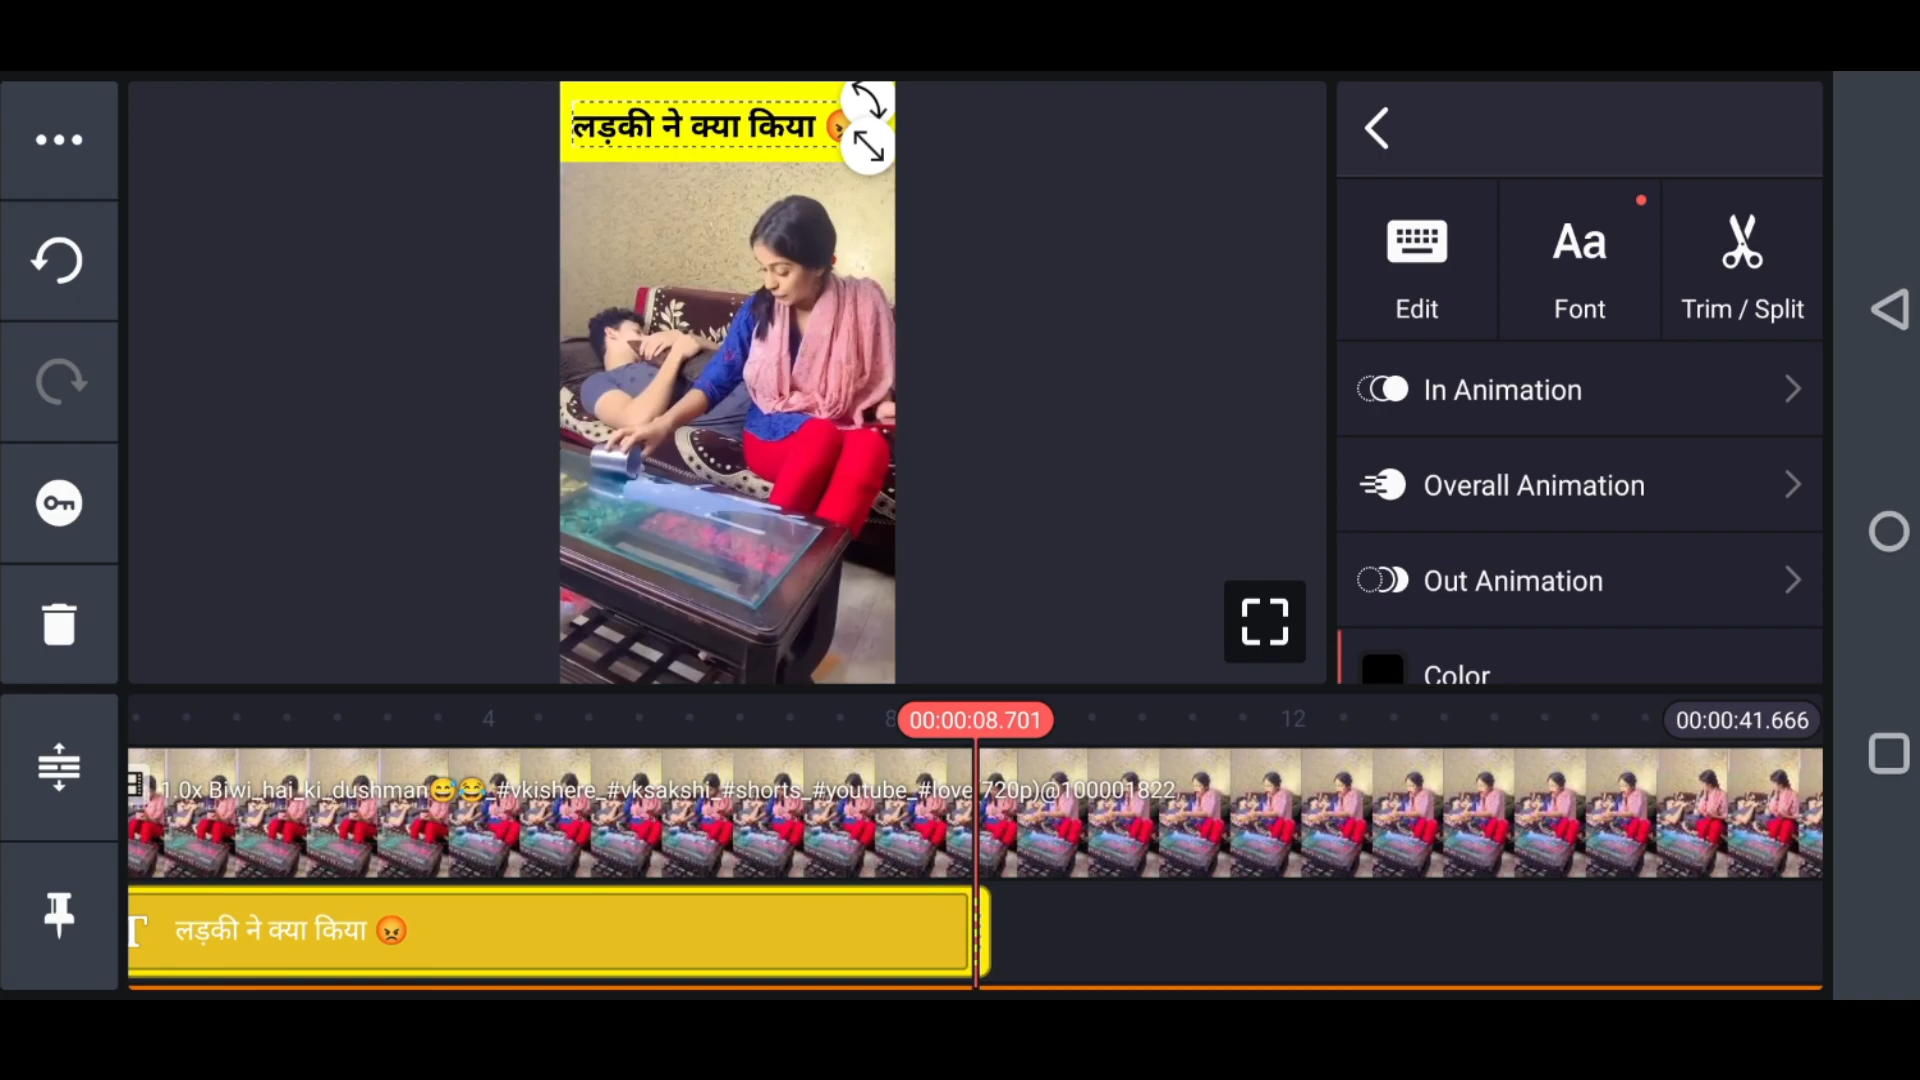 लड़की ने क्या किया
Edit
Font
Trim / Split
In Animation
Overall Animation
Out Animation
Color
4
8
00:00:08.701
12
00:00:41.666
1.0x Biwi_hai_ki_dushman😅😂_#vkishere_#vksakshi_#shorts_#youtube_#love 720p)@100001822
T लड़की ने क्या किया 😡